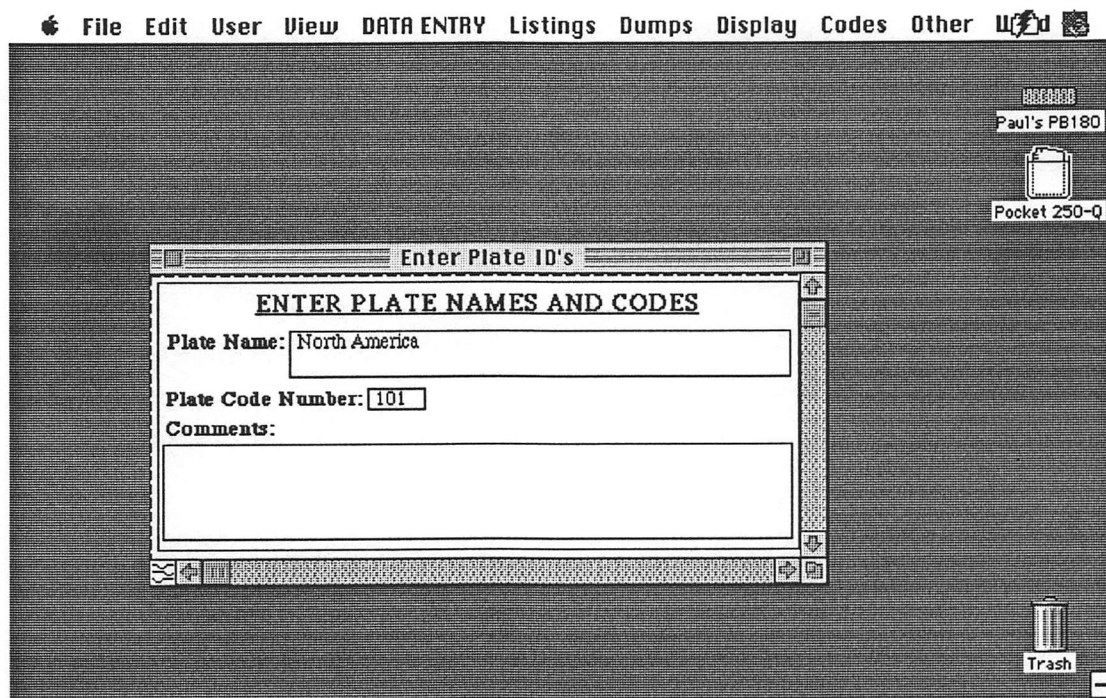 File Edit User View DATA ENTRY Listings Dumps Display Codes Other
Paul's PB180
Pocket 250-Q
Enter Plate ID's
ENTER PLATE NAMES AND CODES
Plate Name: North America
Plate Code Number: 101
Comments:
Trash